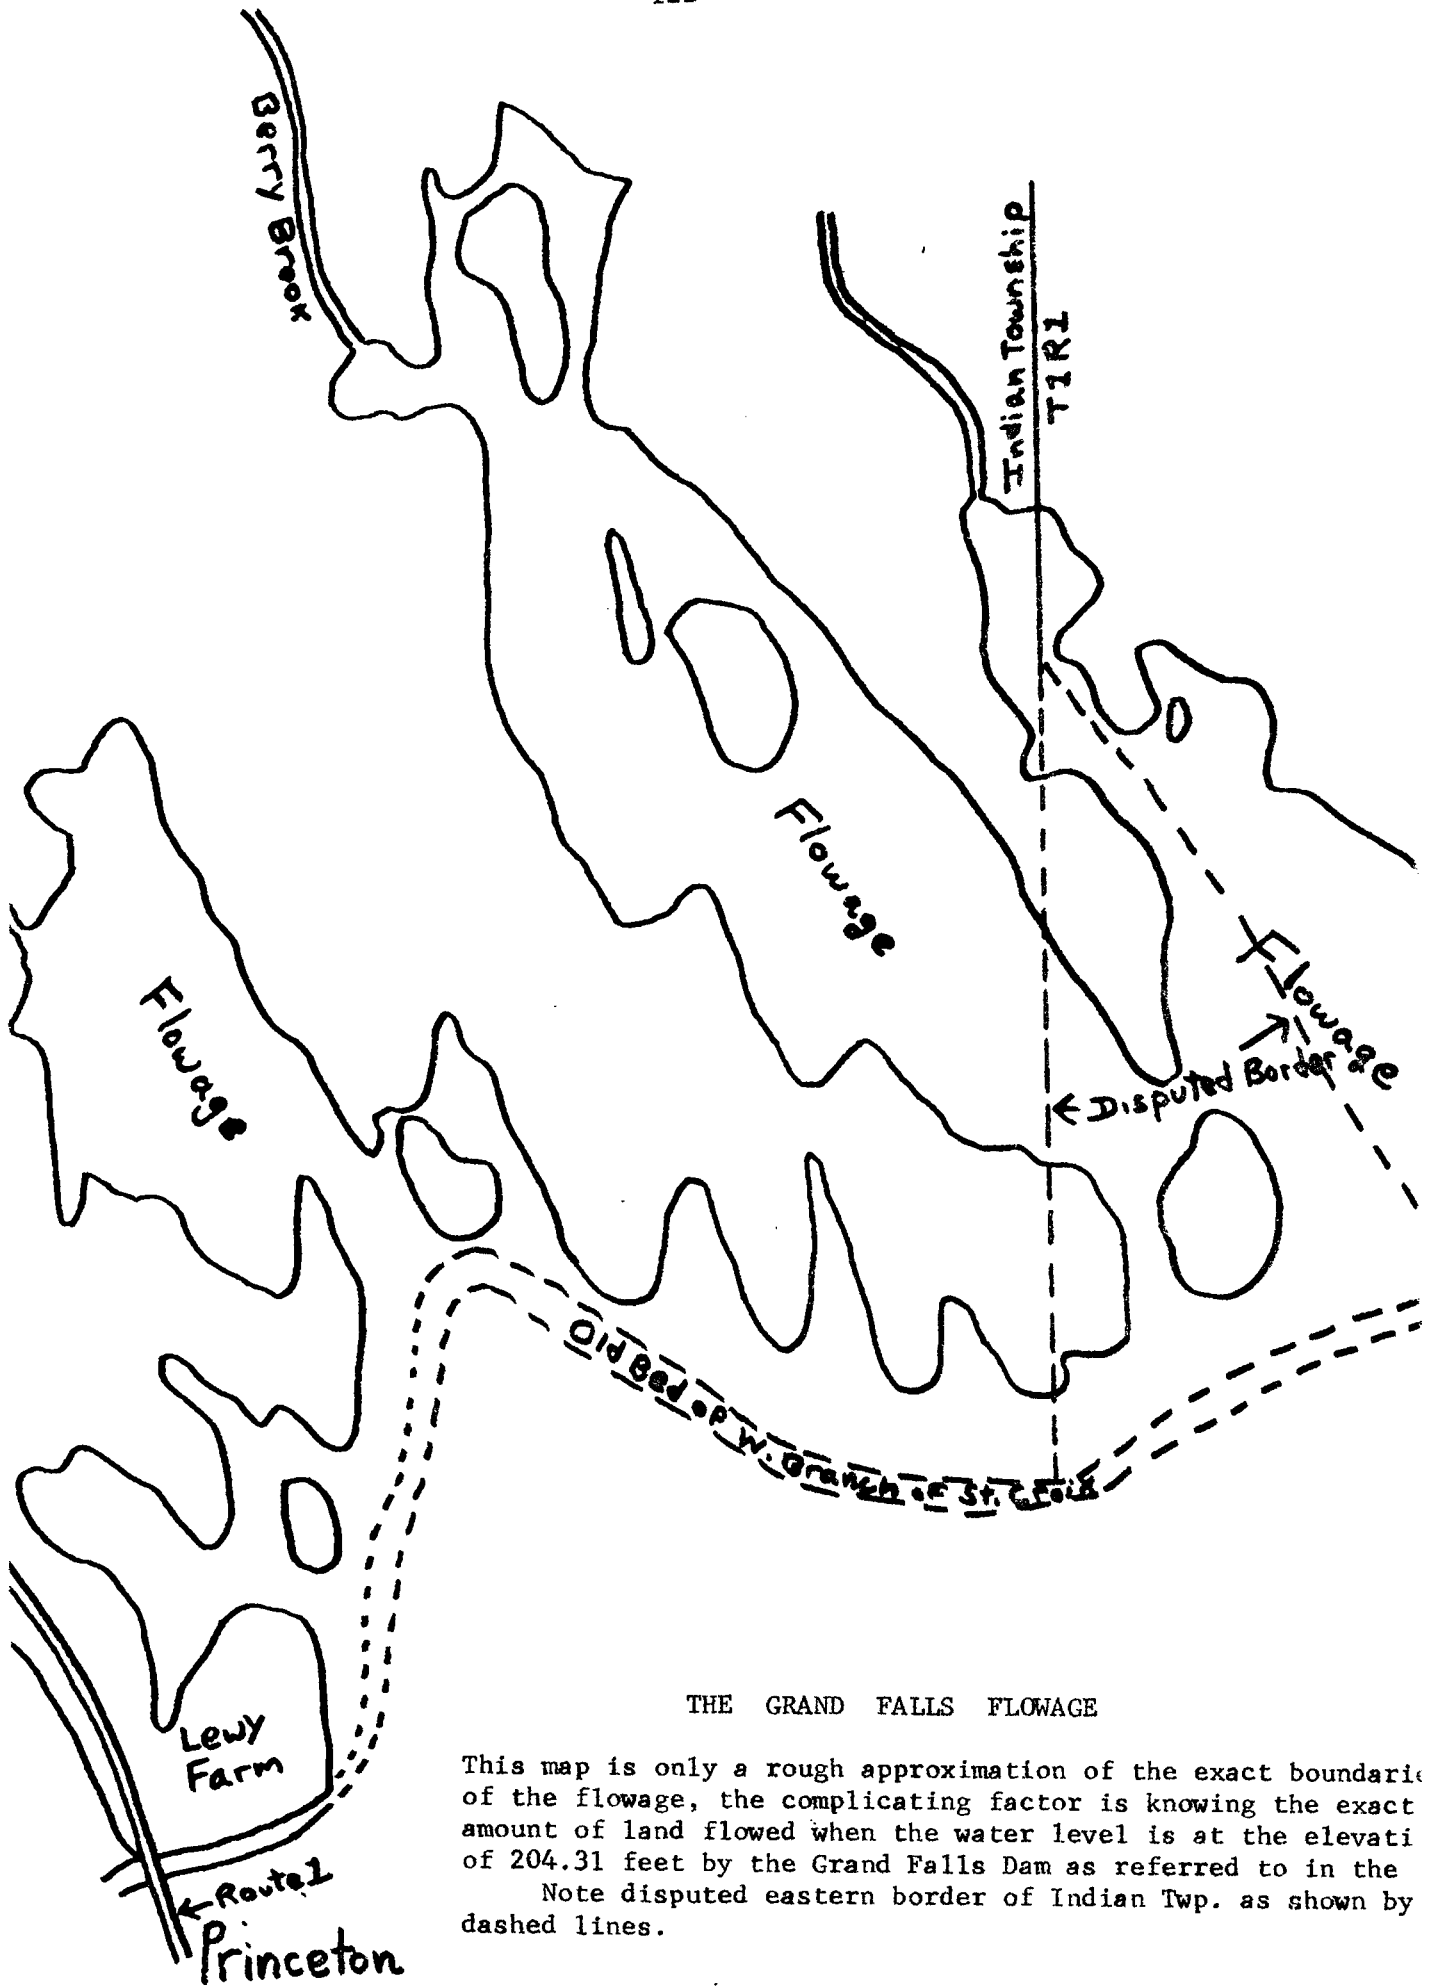 Berry Brook
Indian Township
T1R1
Flowage
Flowage
Flowage
← Disputed Border
Old Bed of W. Branch of St. Croix
Lewy
Farm
← Route 1
Princeton
THE GRAND FALLS FLOWAGE
This map is only a rough approximation of the exact boundari
of the flowage, the complicating factor is knowing the exact
amount of land flowed when the water level is at the elevati
of 204.31 feet by the Grand Falls Dam as referred to in the
Note disputed eastern border of Indian Twp. as shown by
dashed lines.